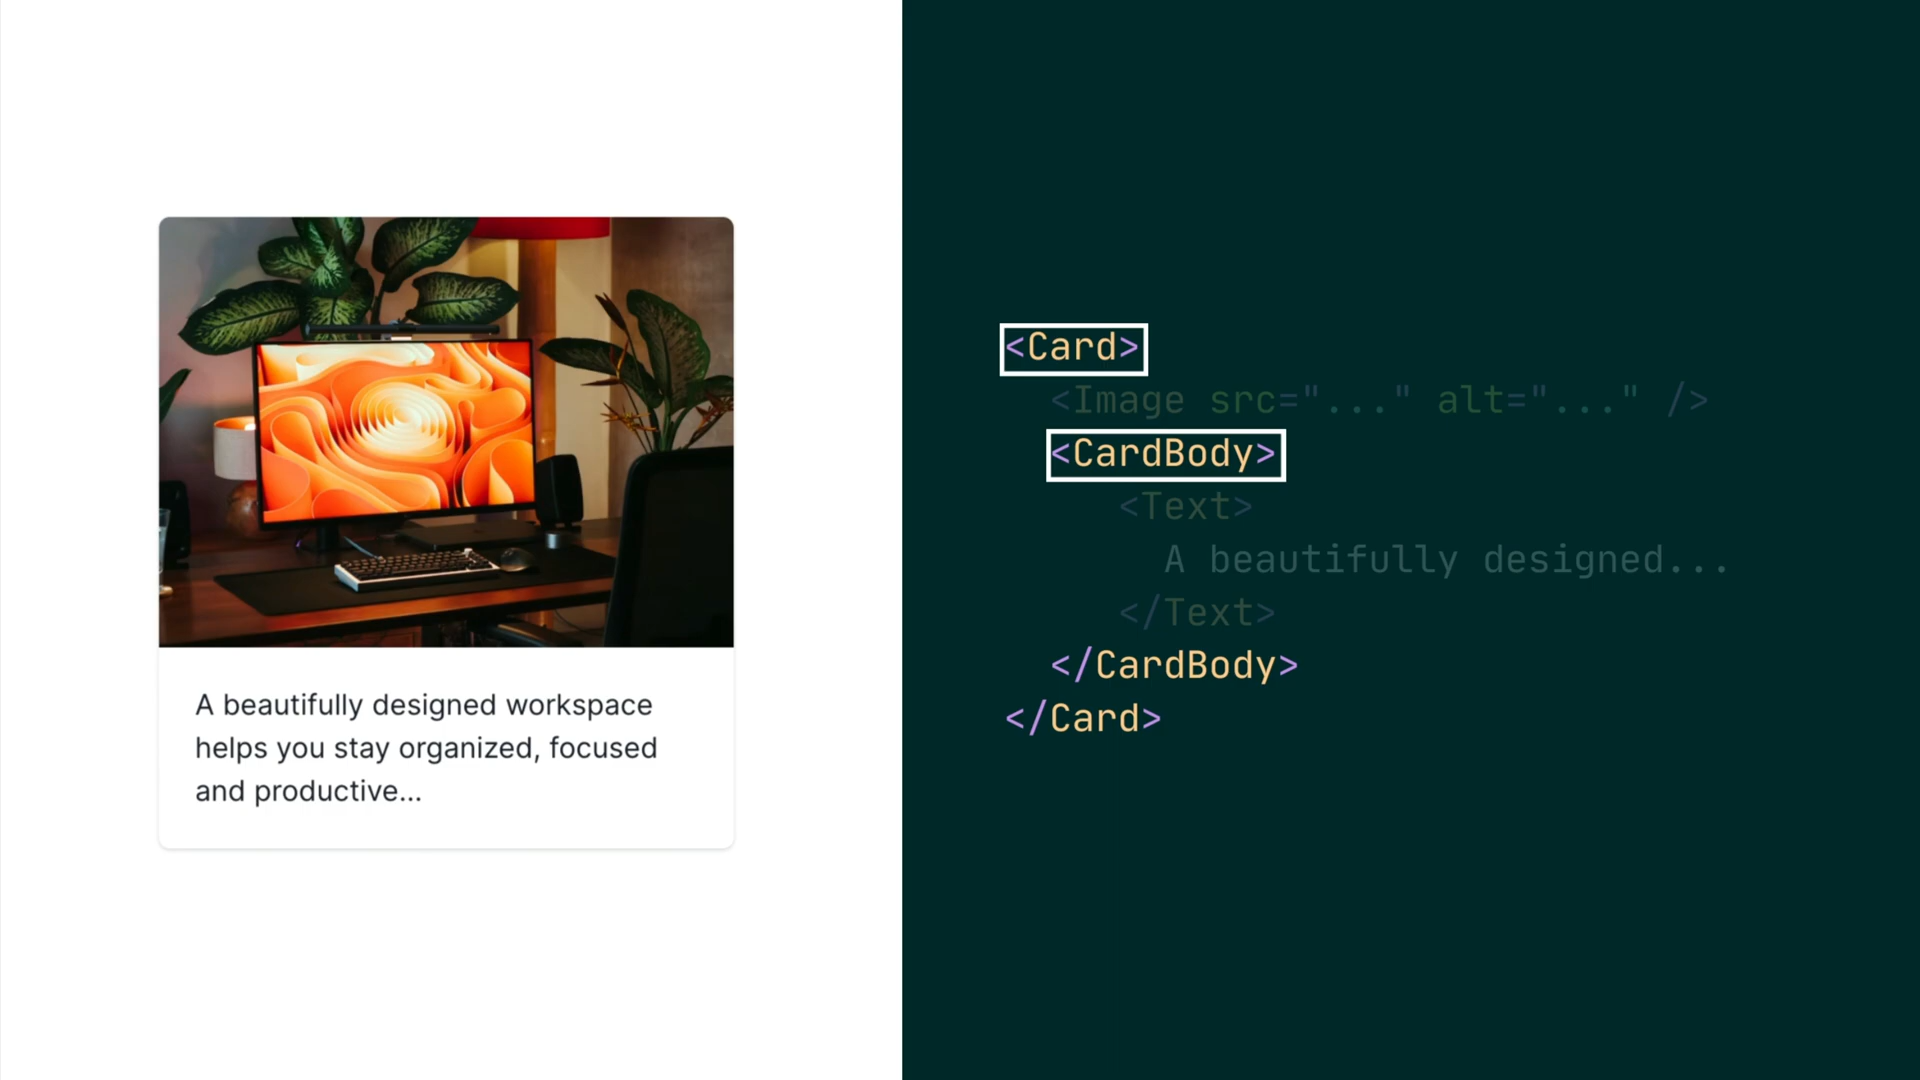 A beautifully designed workspace
helps you stay organized, focused
and productive...
<Card>
<Image src="..." alt="..." />
<CardBody>
<Text>
A beautifully designed...
</Text>
</CardBody>
</Card>